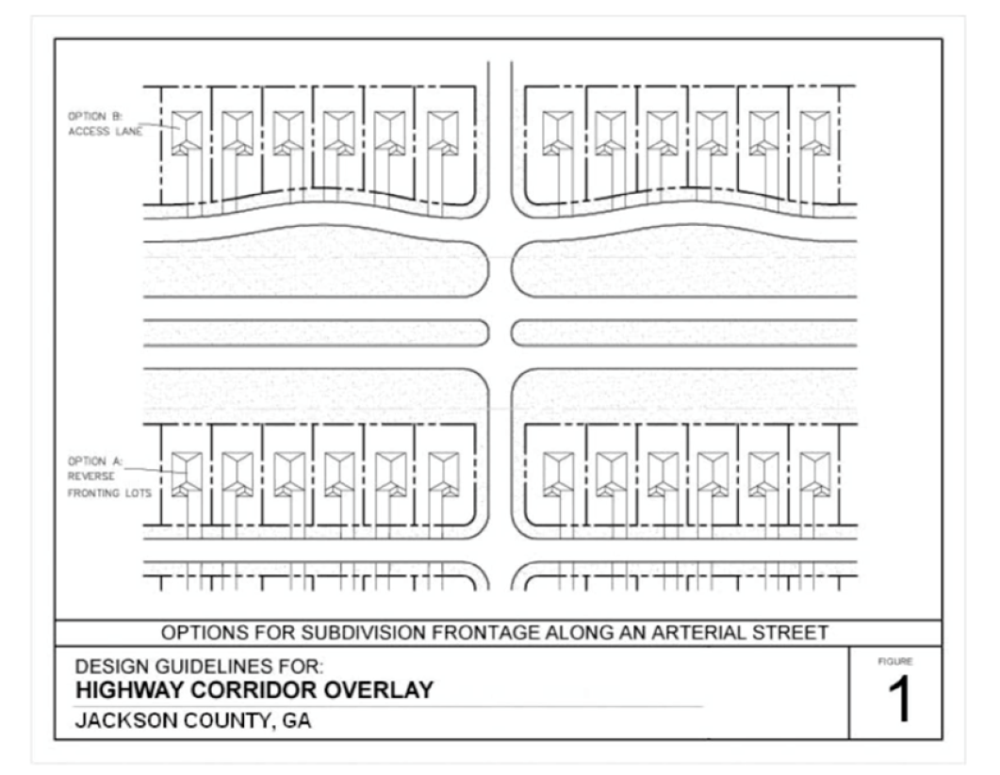 OPTION B:
ACCESS LANE
OPTION A:
REVERSE
FRONTING LOTS
OPTIONS FOR SUBDIVISION FRONTAGE ALONG AN ARTERIAL STREET
DESIGN GUIDELINES FOR:
HIGHWAY CORRIDOR OVERLAY
JACKSON COUNTY, GA
FIGURE
1